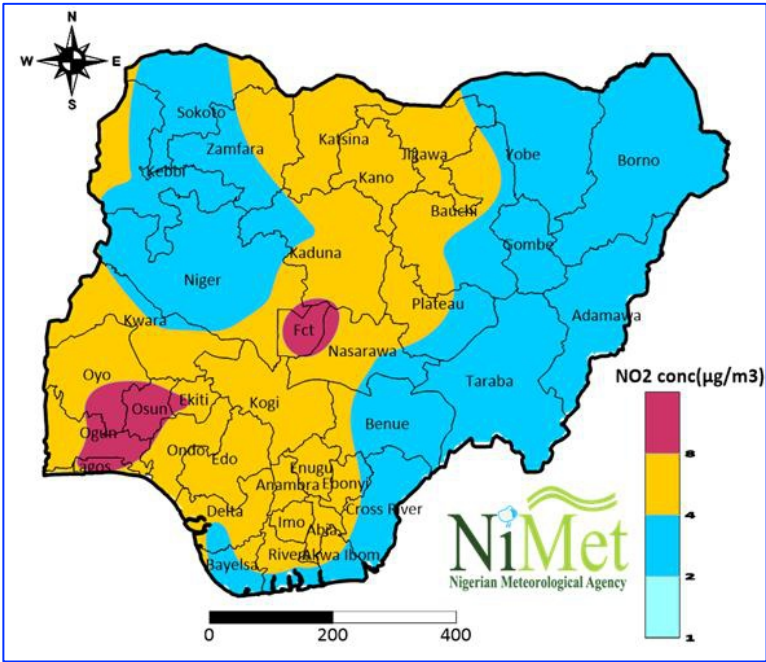 N
W E
S
Sokoto
Katsina
Zamfara
Jigawa
Yobe
Borno
Kebbi
Kano
Bauchi
Gombe
Kaduna
Niger
Plateau
Adamawa
Kwara
Fct
Nasarawa
Oyo
Taraba
Osun
Ekiti
Kogi
Benue
Ogun
Ondo
Edo
Lagos
Enugu
Anambra
Ebonyi
Delta
Cross River
Imo
Abia
Rivers
Akwa Ibom
Bayelsa
0 200 400
NO2 conc(µg/m3)
8
4
2
1
NiMet
Nigerian Meteorological Agency